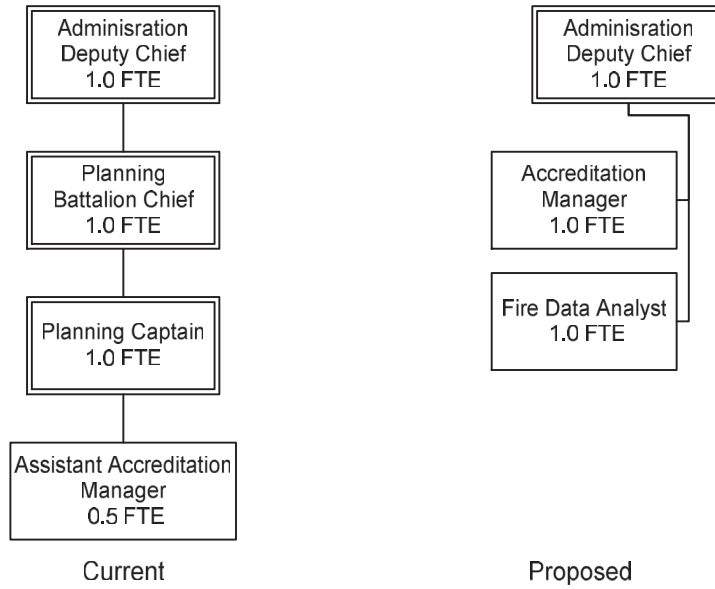 Adminisration
Deputy Chief
1.0 FTE
Planning
Battalion Chief
1.0 FTE
Planning Captain
1.0 FTE
Assistant Accreditation
Manager
0.5 FTE
Current
Adminisration
Deputy Chief
1.0 FTE
Accreditation
Manager
1.0 FTE
Fire Data Analyst
1.0 FTE
Proposed